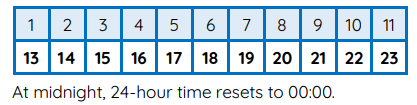 1 2 3 4 5 6 7 8 9 10 11
13 14 15 16 17 18 19 20 21 22 23
At midnight, 24-hour time resets to 00:00.